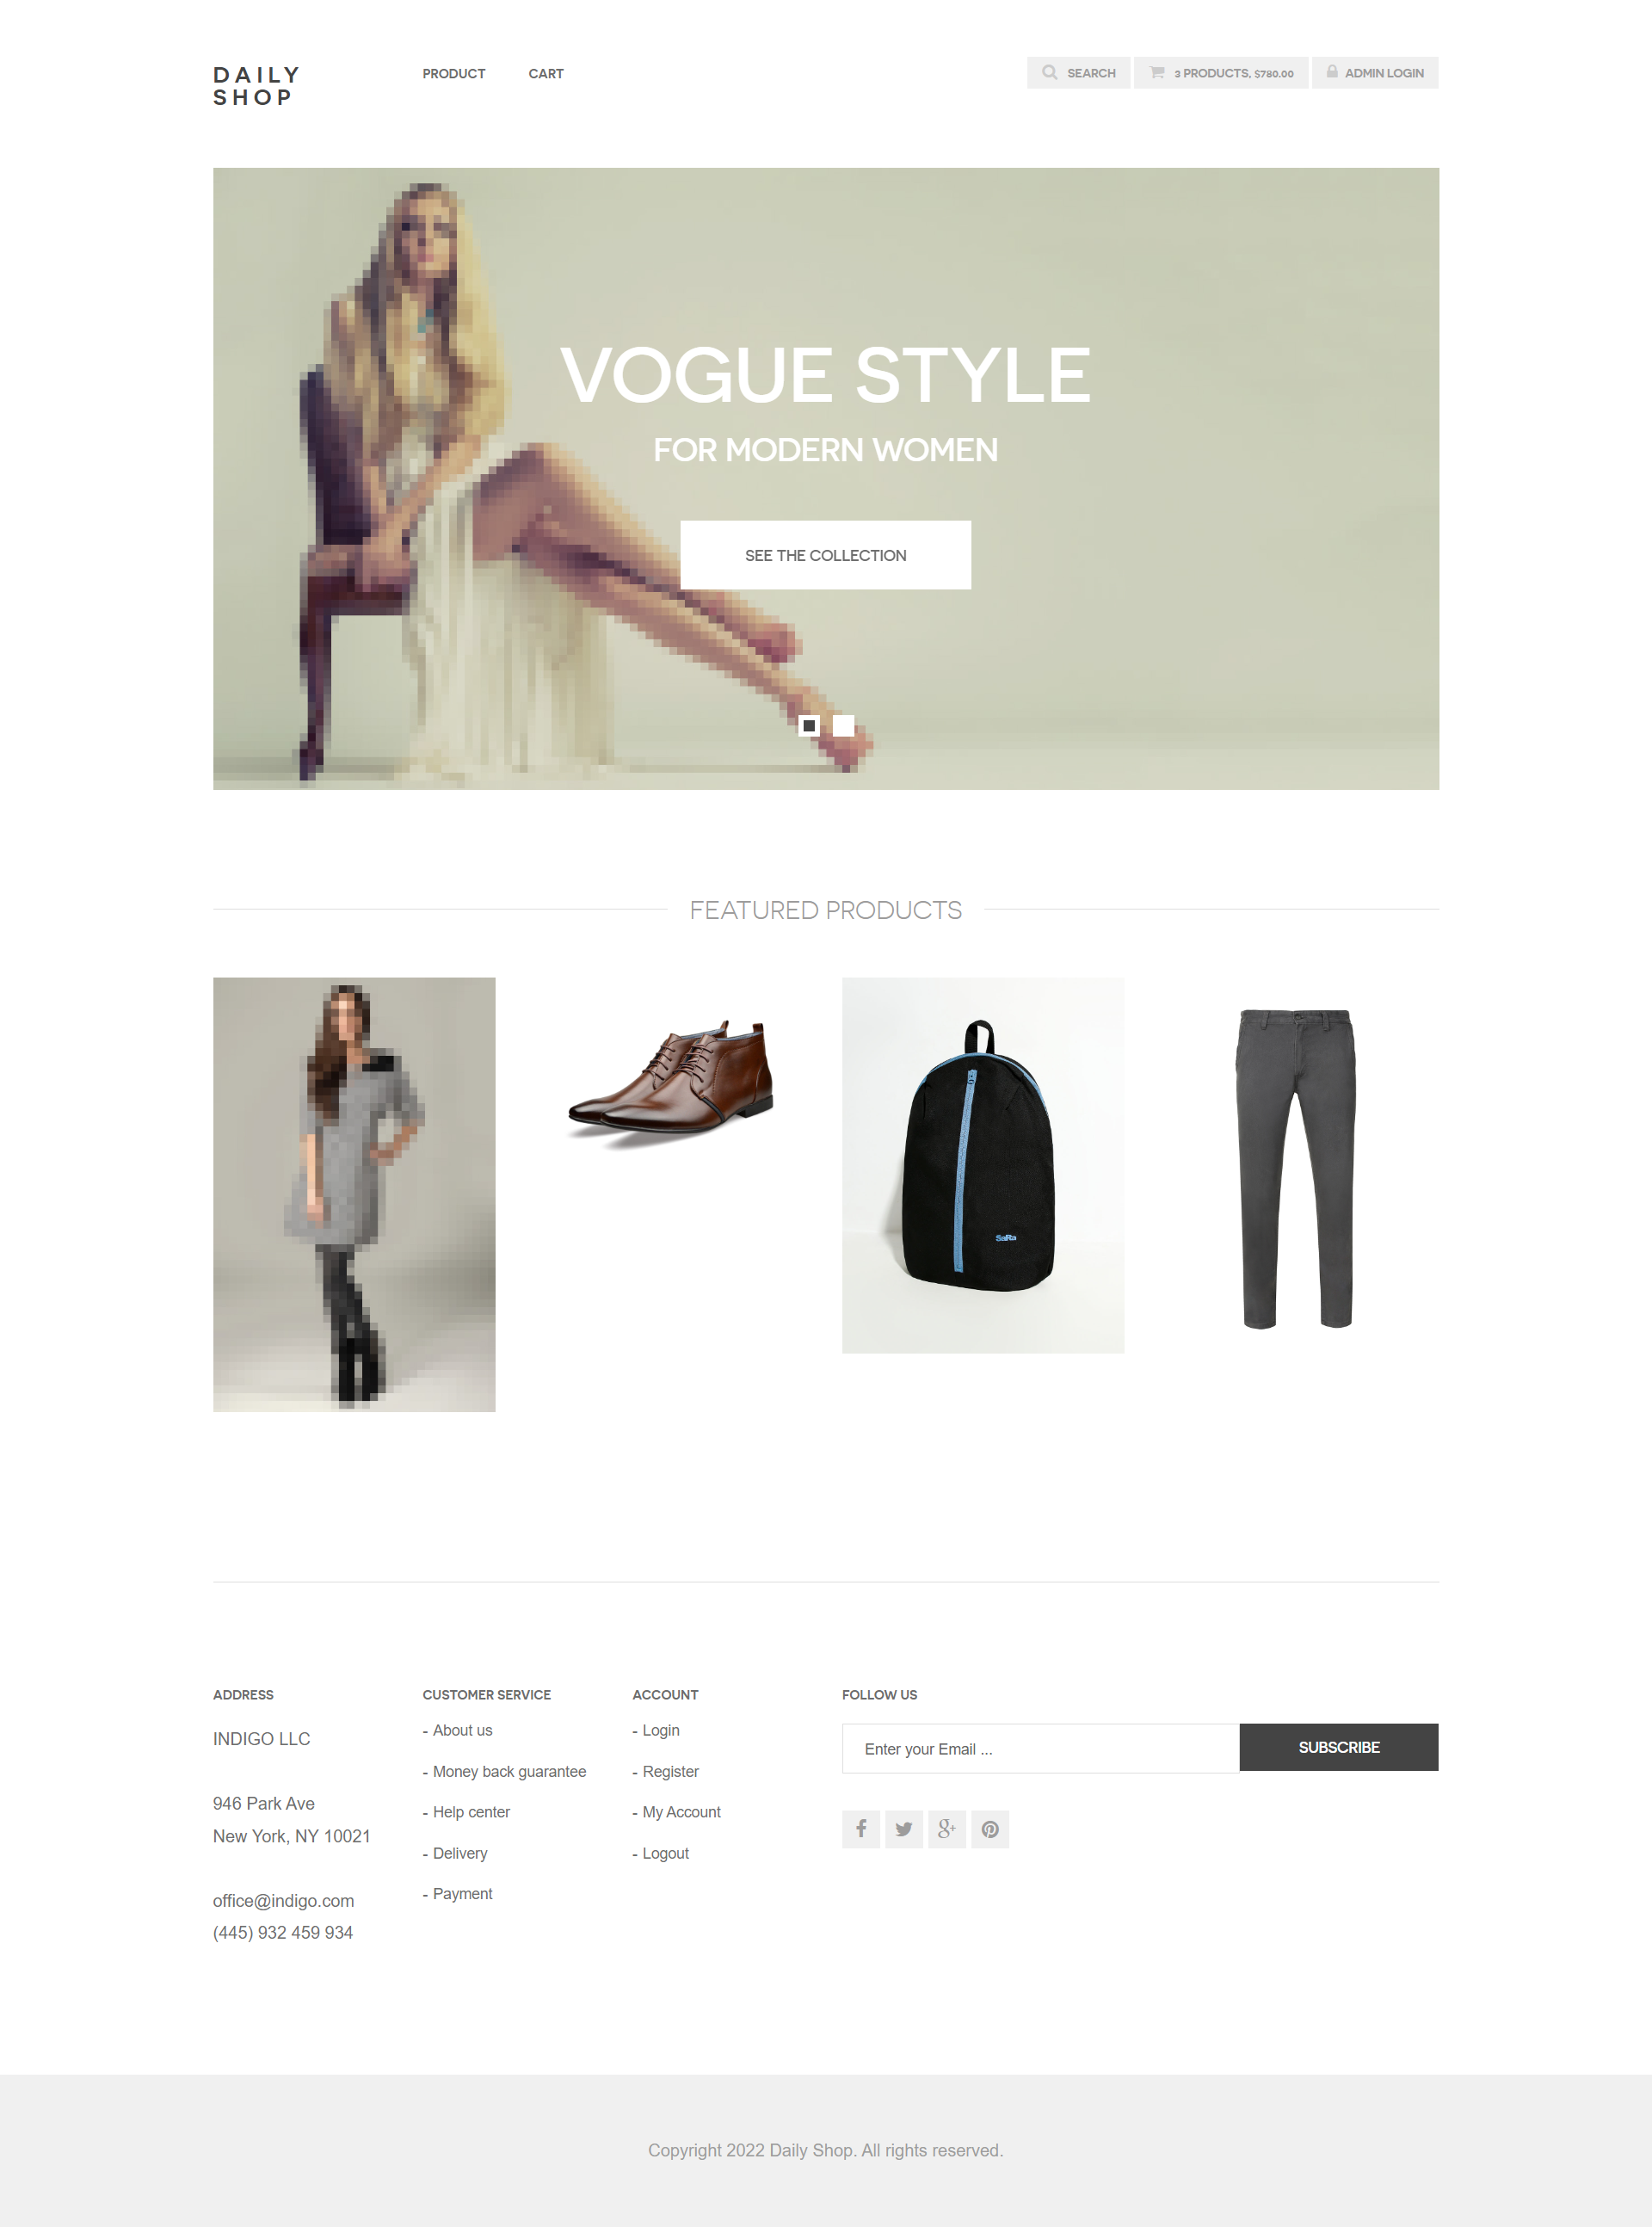 DAILY
SHOP
PRODUCT
CART
SEARCH
3 PRODUCTS, $780.00
ADMIN LOGIN
VOGUE STYLE
FOR MODERN WOMEN
SEE THE COLLECTION
FEATURED PRODUCTS
SaRa
ADDRESS
INDIGO LLC
946 Park Ave
New York, NY 10021
office@indigo.com
(445) 932 459 934
CUSTOMER SERVICE
- About us
- Money back guarantee
- Help center
- Delivery
- Payment
ACCOUNT
- Login
- Register
- My Account
- Logout
FOLLOW US
Enter your Email ...
SUBSCRIBE
Copyright 2022 Daily Shop. All rights reserved.